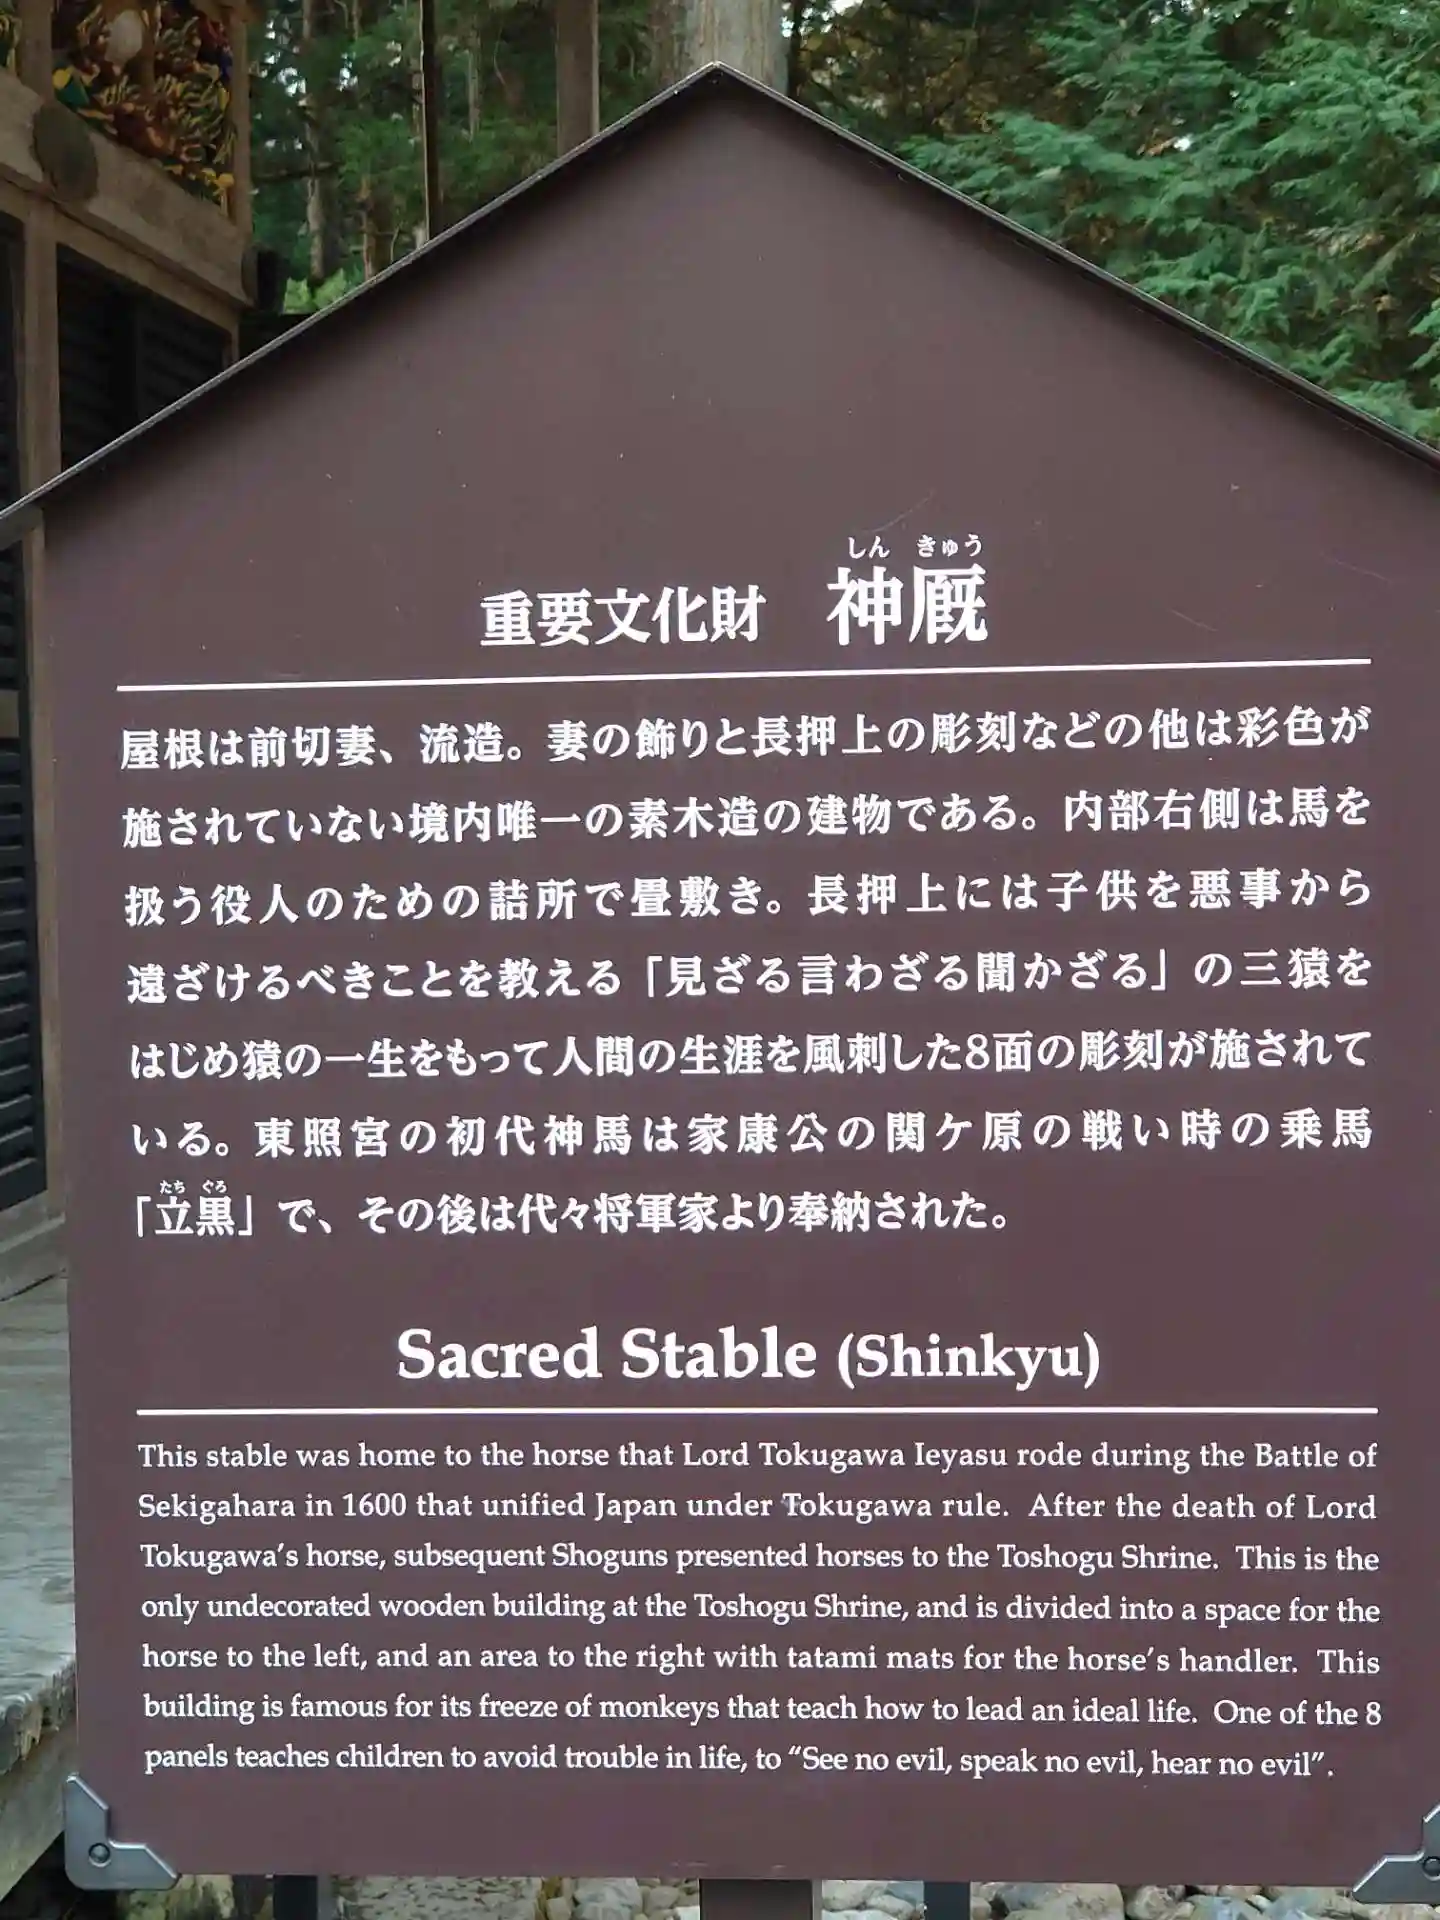 しん きゅう
重要文化財 神厩
屋根は前切妻、流造。妻の飾りと長押上の彫刻などの他は彩色が
施されていない境内唯一の素木造の建物である。内部右側は馬を
扱う役人のための詰所で畳敷き。長押上には子供を悪事から
遠ざけるべきことを教える「見ざる言わざる聞かざる」の三猿を
はじめ猿の一生をもって人間の生涯を風刺した8面の彫刻が施されて
いる。東照宮の初代神馬は家康公の関ケ原の戦い時の乗馬
たち ぐろ
「立黒」で、その後は代々将軍家より奉納された。
Sacred Stable (Shinkyu)
This stable was home to the horse that Lord Tokugawa Ieyasu rode during the Battle of
Sekigahara in 1600 that unified Japan under Tokugawa rule. After the death of Lord
Tokugawa's horse, subsequent Shoguns presented horses to the Toshogu Shrine. This is the
only undecorated wooden building at the Toshogu Shrine, and is divided into a space for the
horse to the left, and an area to the right with tatami mats for the horse's handler. This
building is famous for its freeze of monkeys that teach how to lead an ideal life. One of the 8
panels teaches children to avoid trouble in life, to “See no evil, speak no evil, hear no evil”.